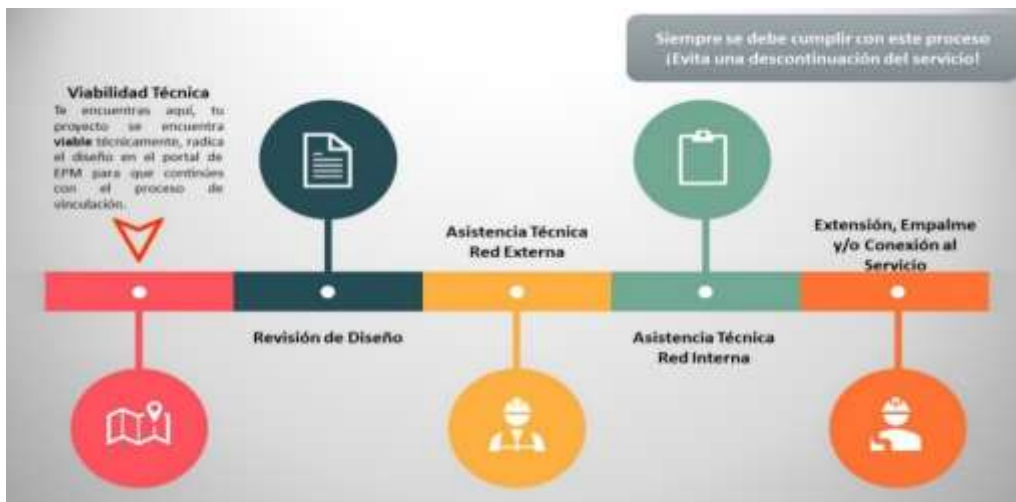 Siempre se debe cumplir con este proceso
¡Evita una descontinuación del servicio!
Viabilidad Técnica
Te encuentras aquí, tu
proyecto se encuentra
viable técnicamente, radica
el diseño en el portal de
EPM para que continúes
con el proceso de
vinculación.
Asistencia Técnica
Red Externa
Extensión, Empalme
y/o Conexión al
Servicio
Revisión de Diseño
Asistencia Técnica
Red Interna